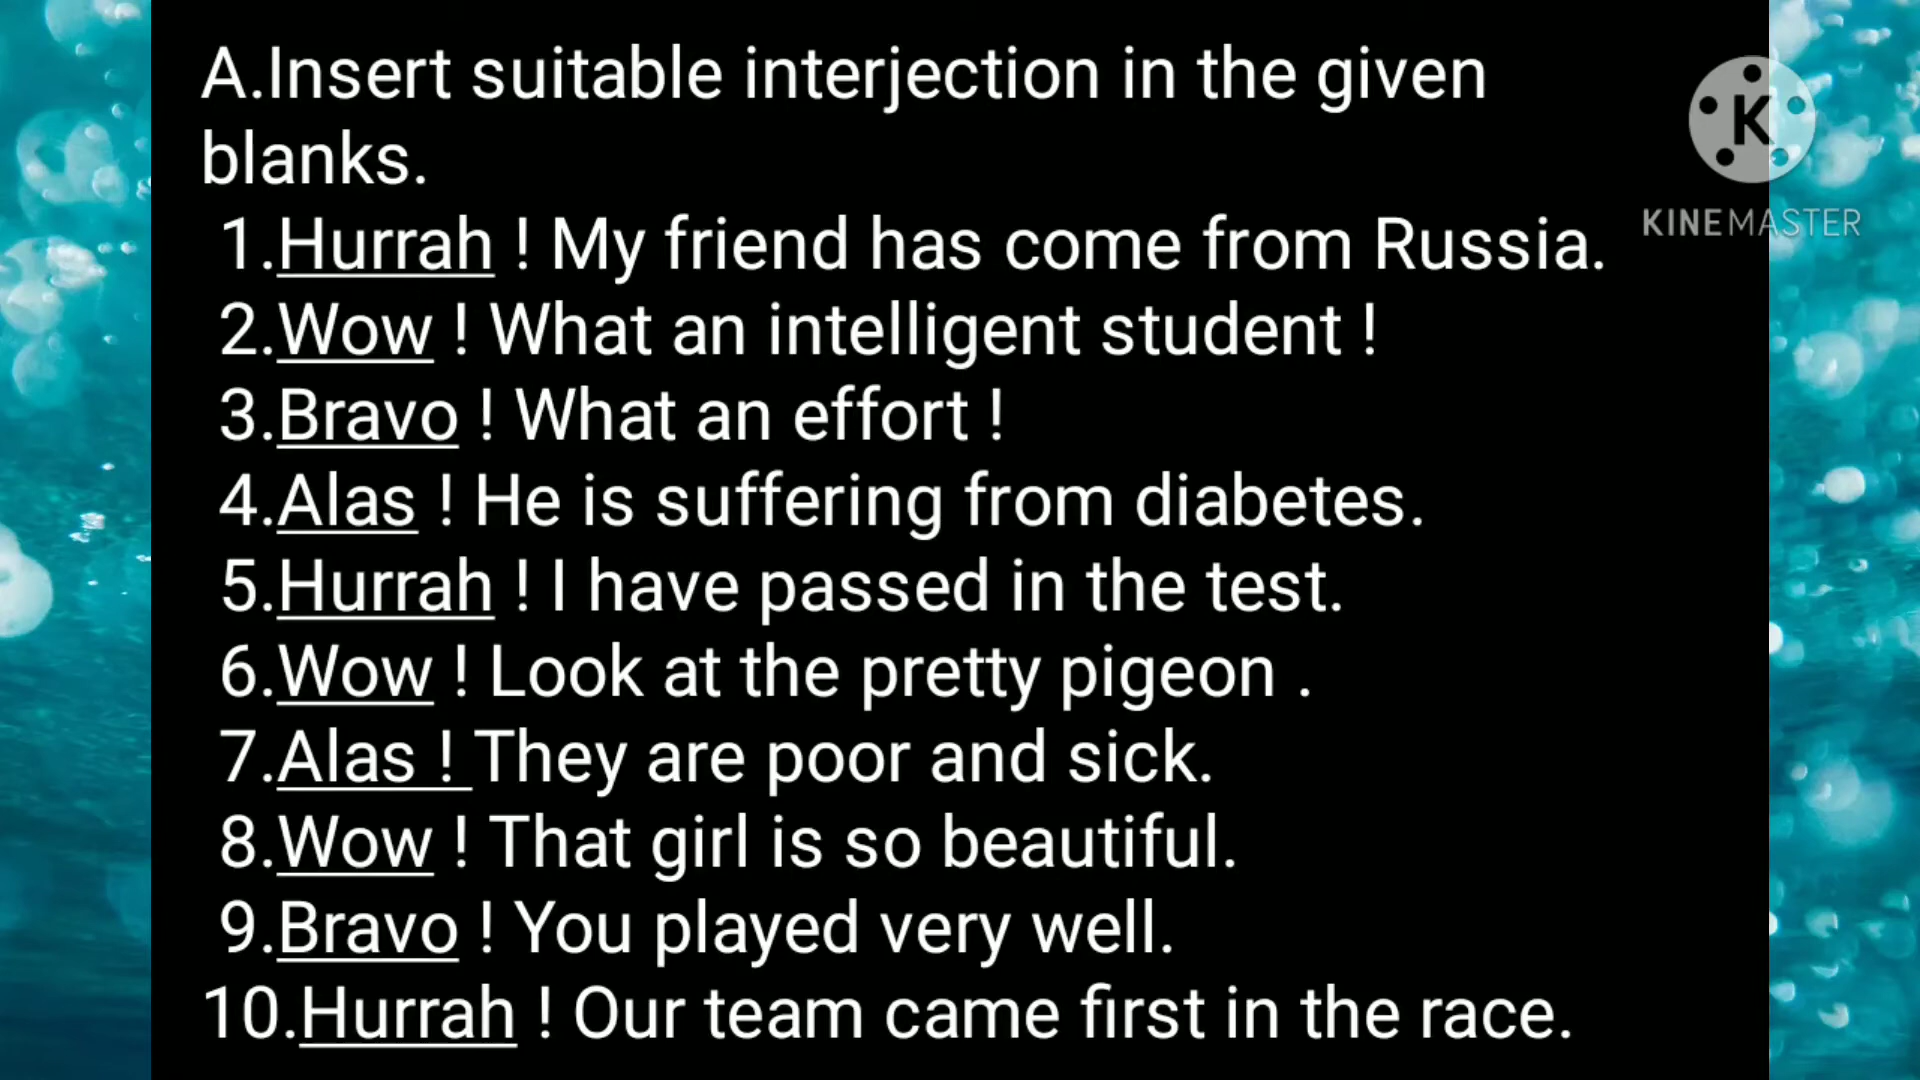 A.Insert suitable interjection in the given
blanks.
1.Hurrah ! My friend has come from Russia.
2.Wow ! What an intelligent student !
3.Bravo ! What an effort !
4.Alas ! He is suffering from diabetes.
5.Hurrah ! I have passed in the test.
6.Wow ! Look at the pretty pigeon .
7.Alas ! They are poor and sick.
8.Wow ! That girl is so beautiful.
9.Bravo ! You played very well.
10.Hurrah ! Our team came first in the race.
K
KINEMASTER